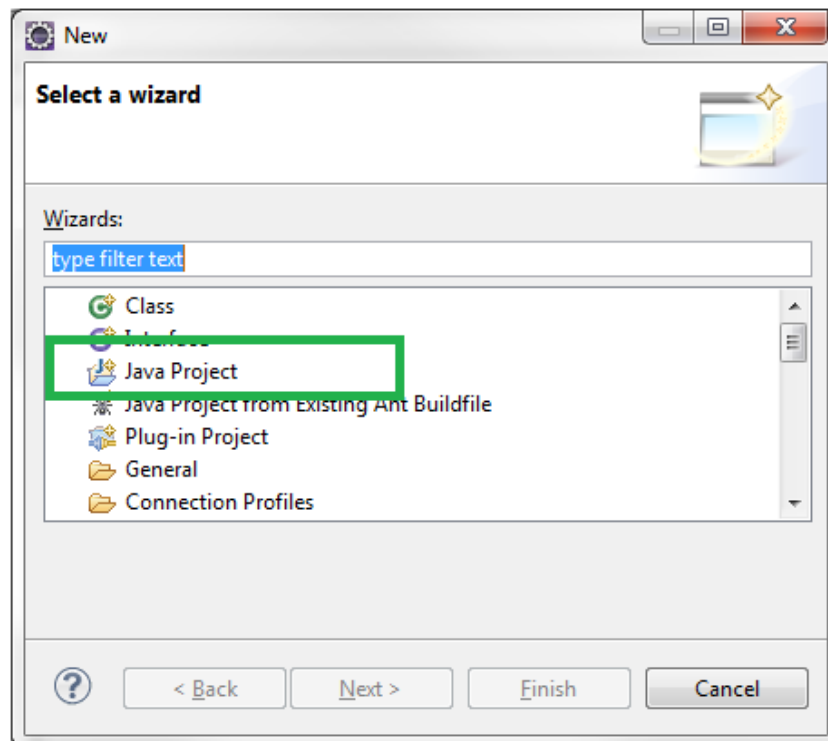 New
Select a wizard
Wizards:
type filter text
Class
Interface
Java Project
Java Project from Existing Ant Buildfile
Plug-in Project
General
Connection Profiles
< Back Next > Finish Cancel